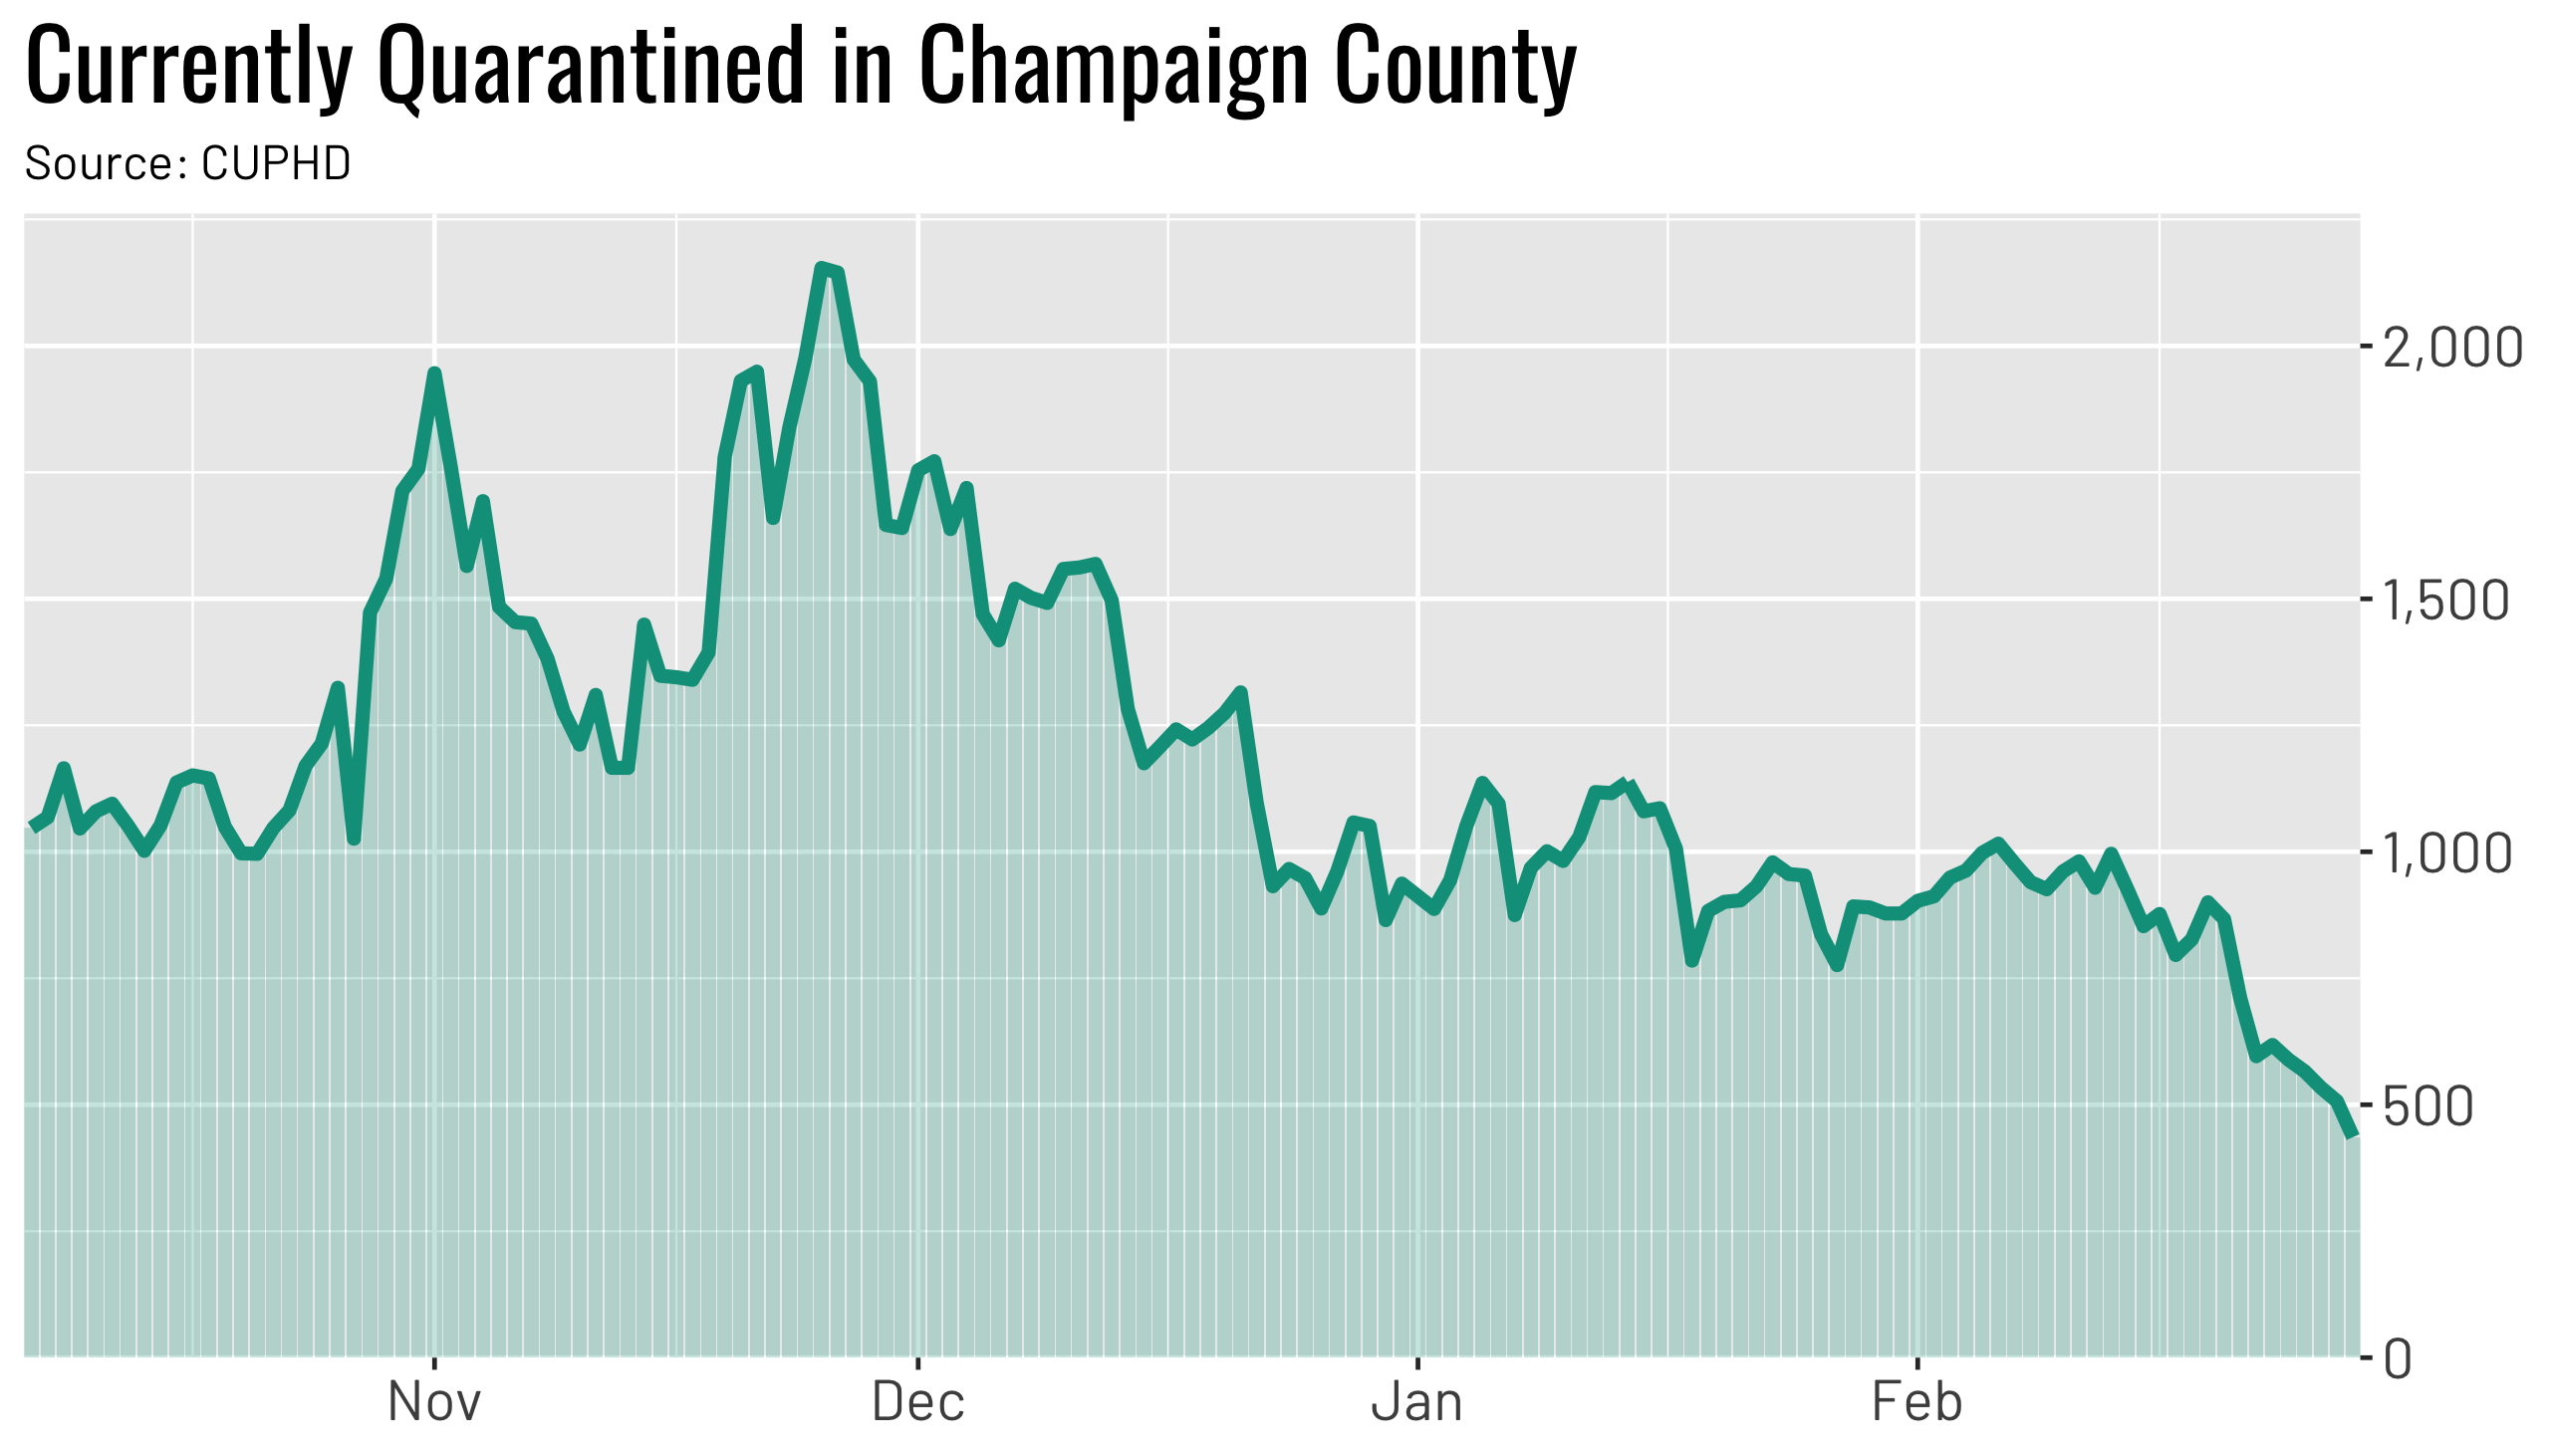 Currently Quarantined in Champaign County
Source: CUPHD
2,000
1,500
1,000
500
0
Nov Dec Jan Feb